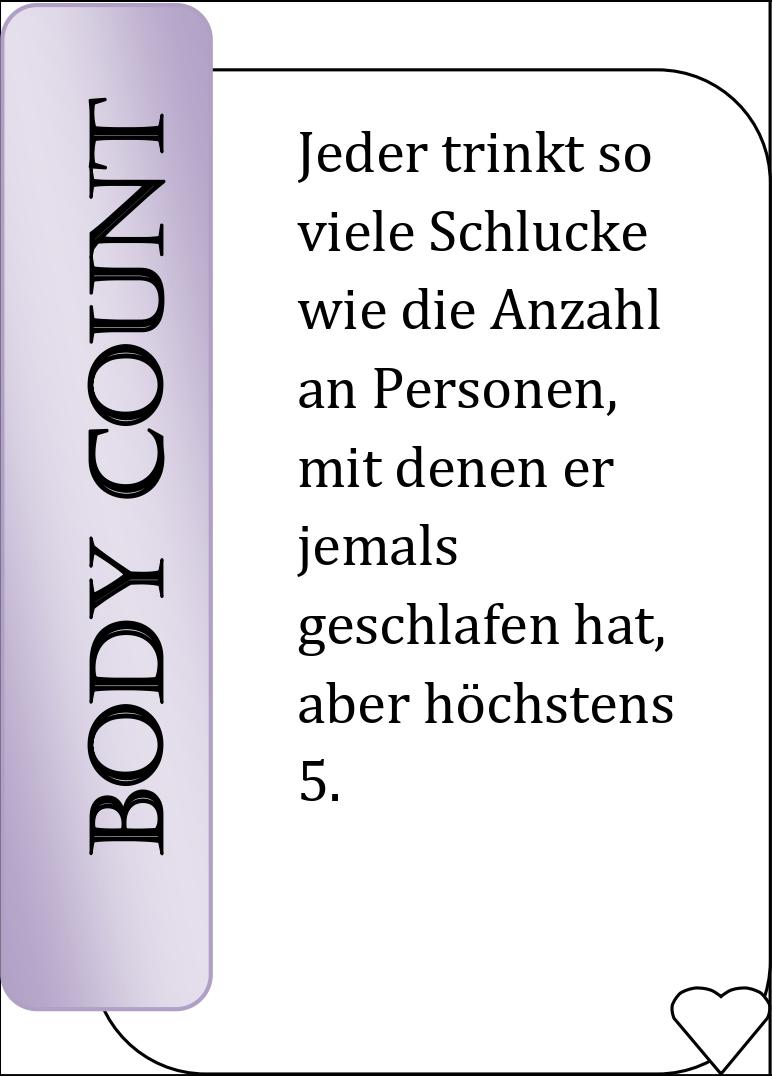 BODY COUNT
Jeder trinkt so
viele Schlucke
wie die Anzahl
an Personen,
mit denen er
jemals
geschlafen hat,
aber höchstens
5.